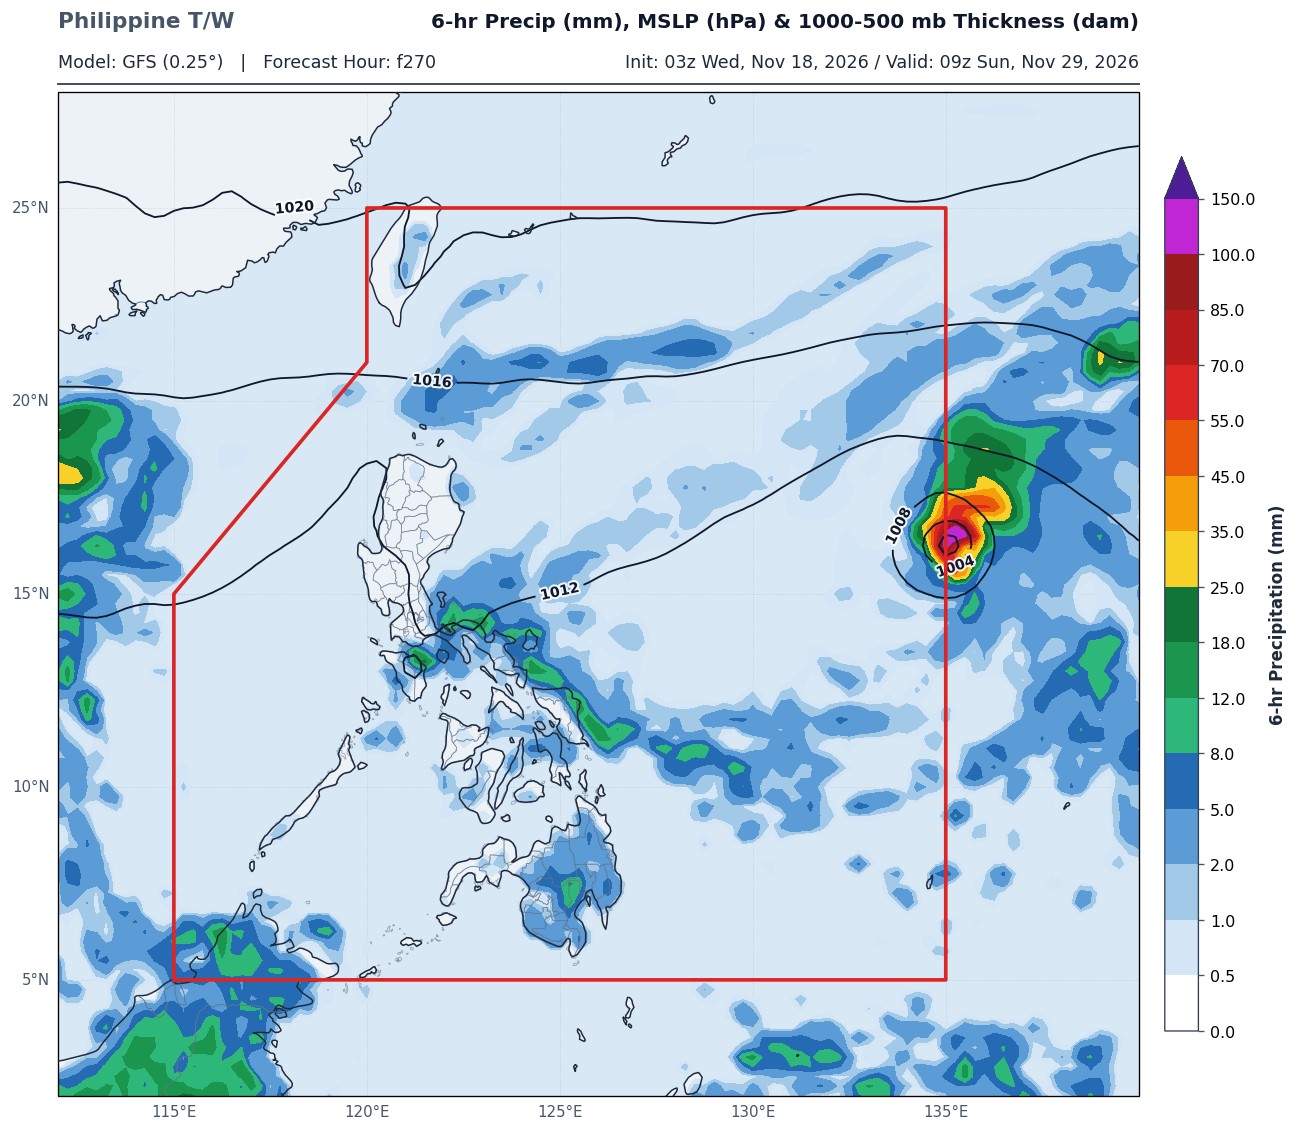 Philippine T/W
6-hr Precip (mm), MSLP (hPa) & 1000-500 mb Thickness (dam)
Model: GFS (0.25°) | Forecast Hour: f270
Init: 03z Wed, Nov 18, 2026 / Valid: 09z Sun, Nov 29, 2026
25°N
20°N
15°N
10°N
5°N
115°E
120°E
125°E
130°E
135°E
1020
1016
1012
1008
1004
150.0
100.0
85.0
70.0
55.0
45.0
35.0
25.0
18.0
12.0
8.0
5.0
2.0
1.0
0.5
0.0
6-hr Precipitation (mm)